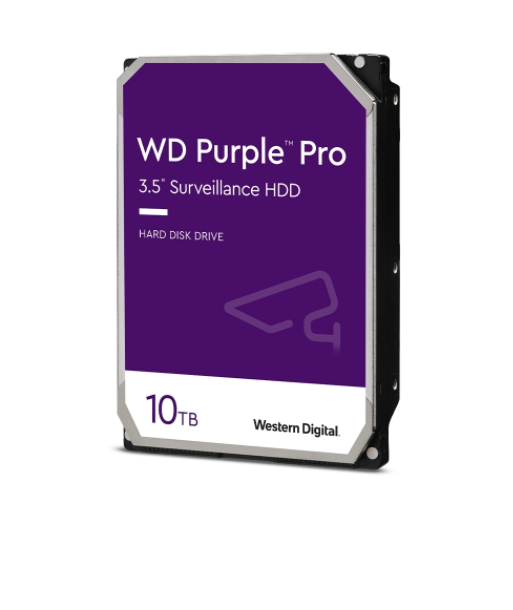 WD Purple™ Pro
3.5" Surveillance HDD
HARD DISK DRIVE
10TB
Western Digital.